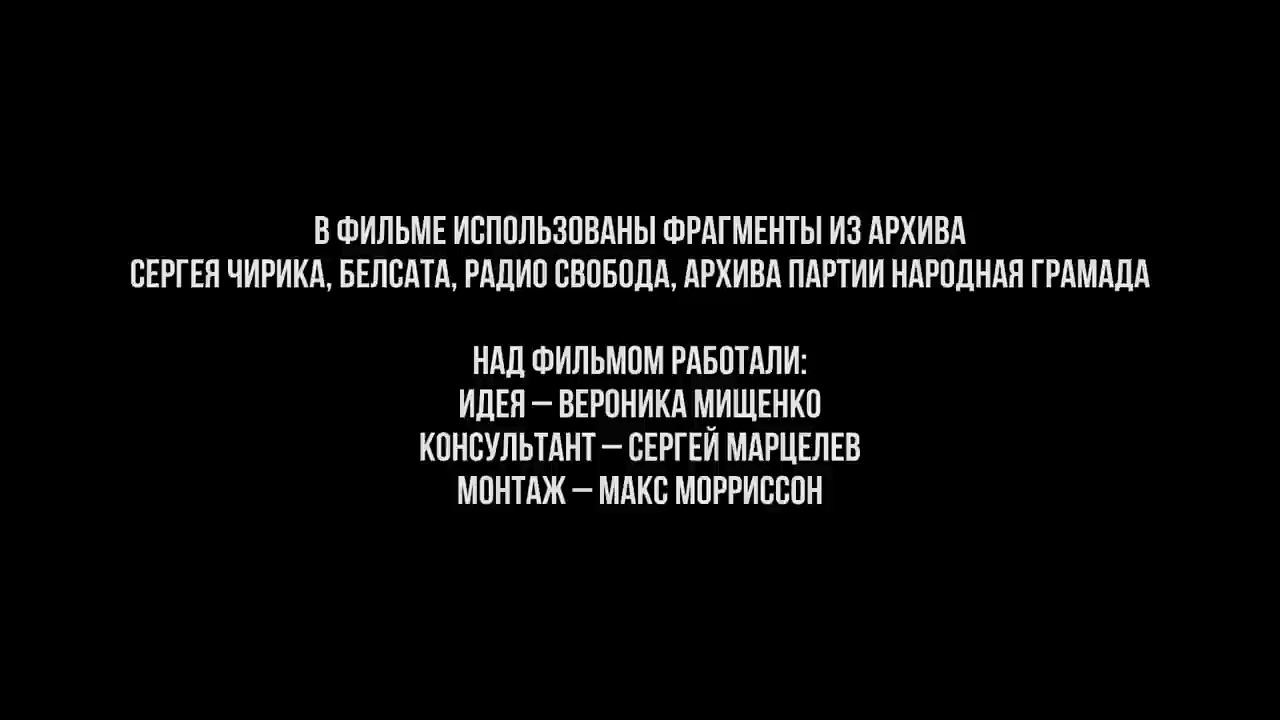 В ФИЛЬМЕ ИСПОЛЬЗОВАНЫ ФРАГМЕНТЫ ИЗ АРХИВА
СЕРГЕЯ ЧИРИКА, БЕЛСАТА, РАДИО СВОБОДА, АРХИВА ПАРТИИ НАРОДНАЯ ГРАМАДА
НАД ФИЛЬМОМ РАБОТАЛИ:
ИДЕЯ – ВЕРОНИКА МИЩЕНКО
КОНСУЛЬТАНТ – СЕРГЕЙ МАРЦЕЛЕВ
МОНТАЖ – МАКС МОРРИССОН